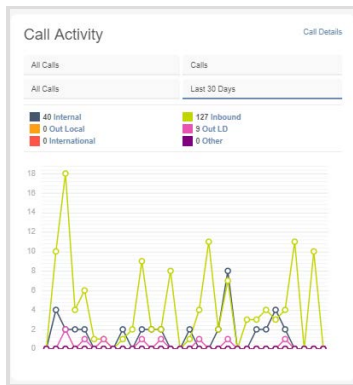 Call Activity
Call Details
All Calls
Calls
All Calls
Last 30 Days
40 Internal
127 Inbound
0 Out Local
9 Out LD
0 International
0 Other
18
16
14
12
10
8
6
4
2
0